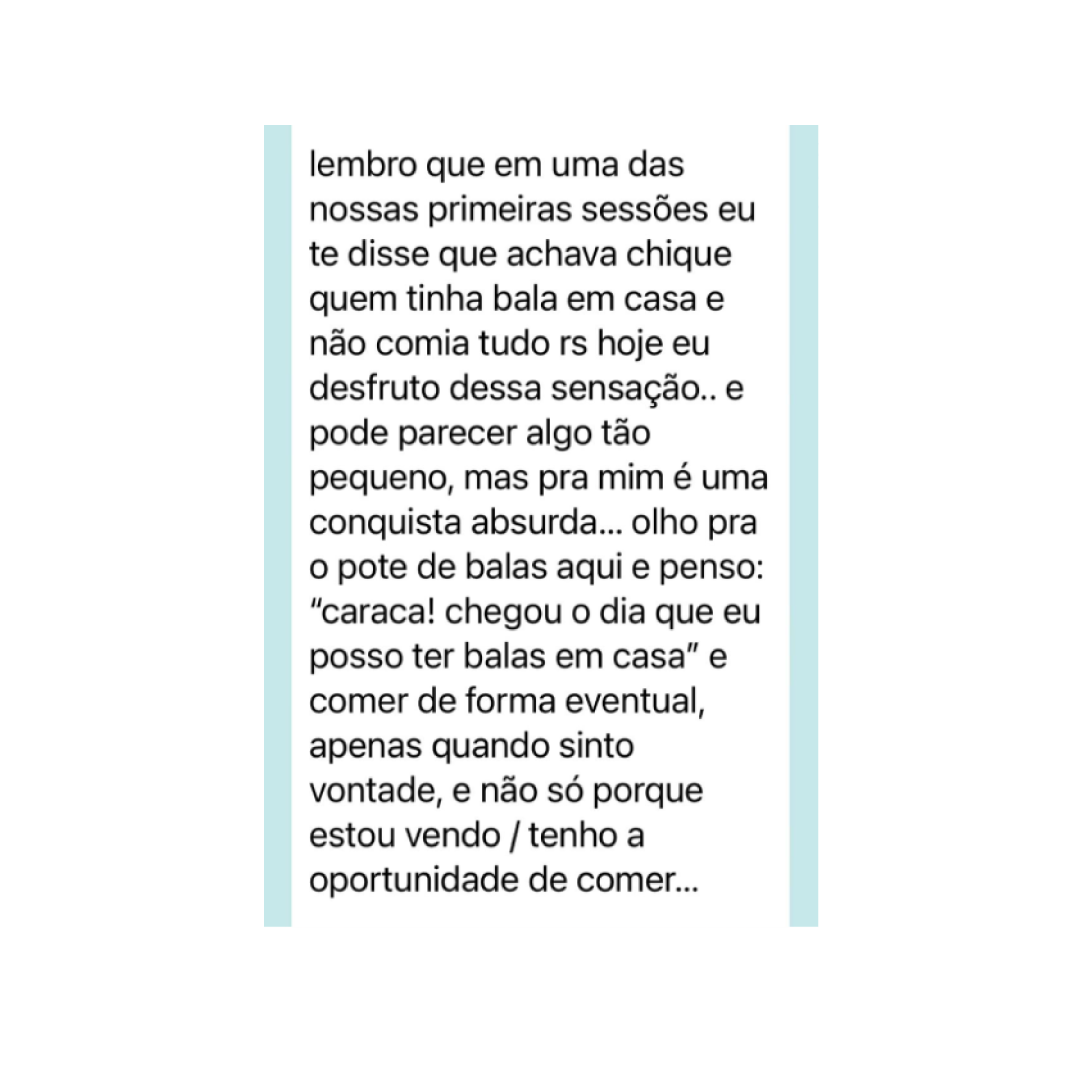 lembro que em uma das
nossas primeiras sessões eu
te disse que achava chique
quem tinha bala em casa e
não comia tudo rs hoje eu
desfruto dessa sensação.. e
pode parecer algo tão
pequeno, mas pra mim é uma
conquista absurda... olho pra
o pote de balas aqui e penso:
“caraca! chegou o dia que eu
posso ter balas em casa” e
comer de forma eventual,
apenas quando sinto
vontade, e não só porque
estou vendo / tenho a
oportunidade de comer...